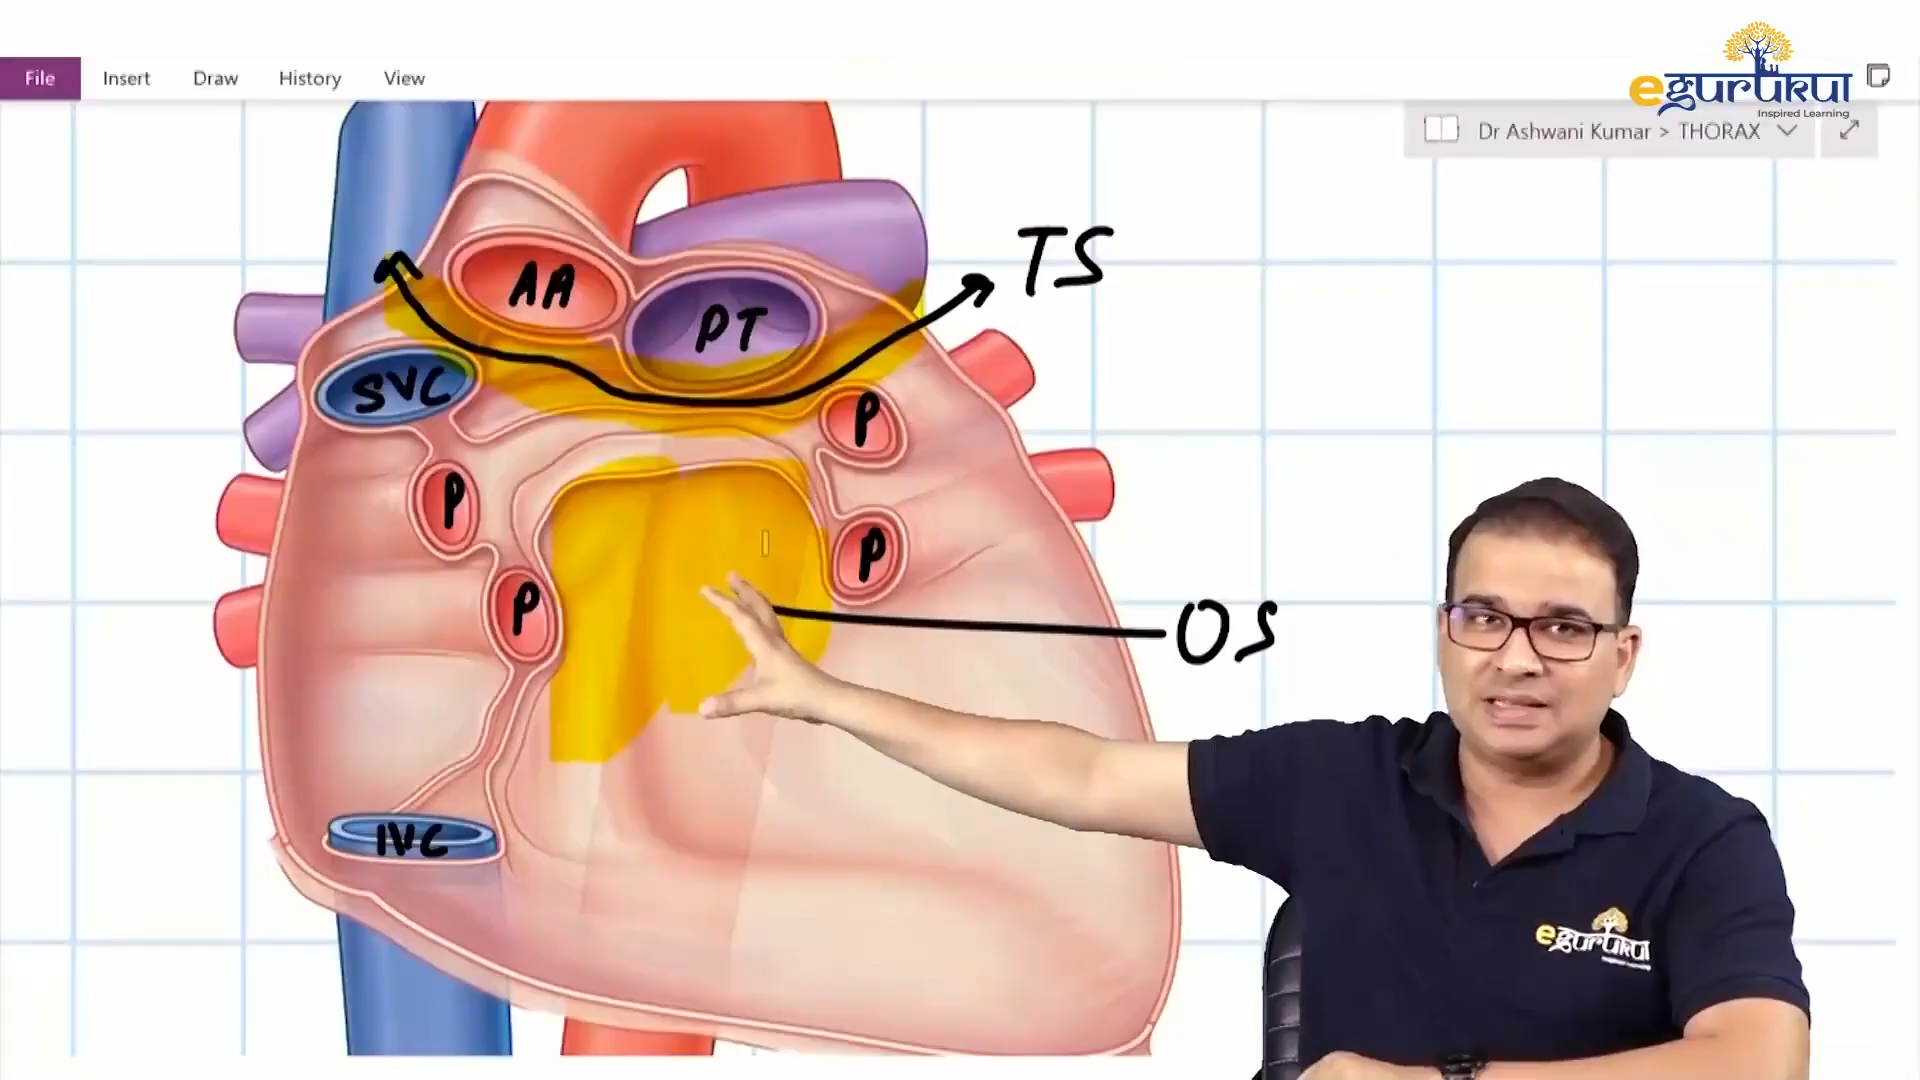 egurukul
Inspired Learning
File Insert Draw History View
Dr Ashwani Kumar > THORAX
TS
AA
PT
SVC
P
P
P
P
OS
IVC
egurukul